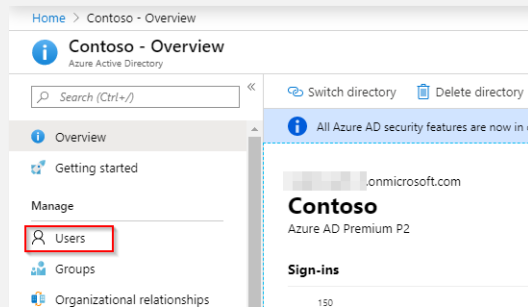 Home > Contoso - Overview
Contoso - Overview
Azure Active Directory
Search (Ctrl+/)
«
Switch directory
Delete directory
Overview
All Azure AD security features are now in
Getting started
.onmicrosoft.com
Manage
Contoso
Users
Azure AD Premium P2
Groups
Sign-ins
Organizational relationships
150